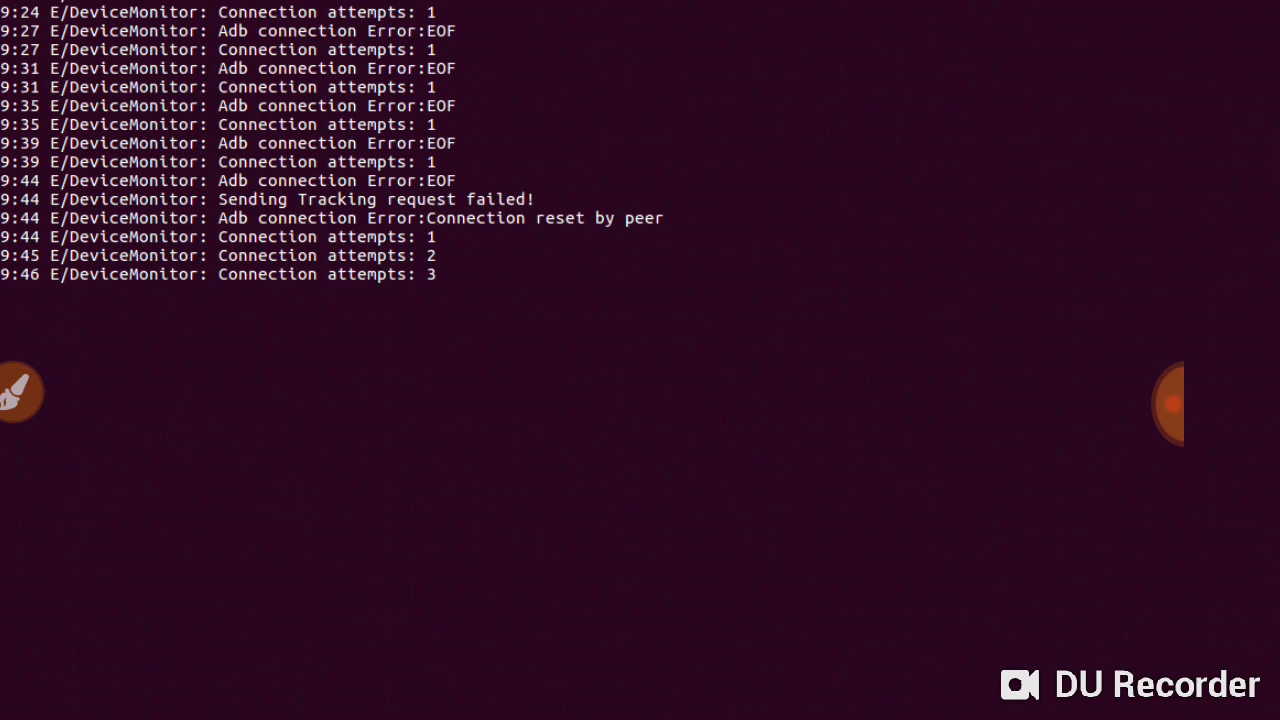 9:24 E/DeviceMonitor: Connection attempts: 1
9:27 E/DeviceMonitor: Adb connection Error:EOF
9:27 E/DeviceMonitor: Connection attempts: 1
9:31 E/DeviceMonitor: Adb connection Error:EOF
9:31 E/DeviceMonitor: Connection attempts: 1
9:35 E/DeviceMonitor: Adb connection Error:EOF
9:35 E/DeviceMonitor: Connection attempts: 1
9:39 E/DeviceMonitor: Adb connection Error:EOF
9:39 E/DeviceMonitor: Connection attempts: 1
9:44 E/DeviceMonitor: Adb connection Error:EOF
9:44 E/DeviceMonitor: Sending Tracking request failed!
9:44 E/DeviceMonitor: Adb connection Error:Connection reset by peer
9:44 E/DeviceMonitor: Connection attempts: 1
9:45 E/DeviceMonitor: Connection attempts: 2
9:46 E/DeviceMonitor: Connection attempts: 3
DU Recorder